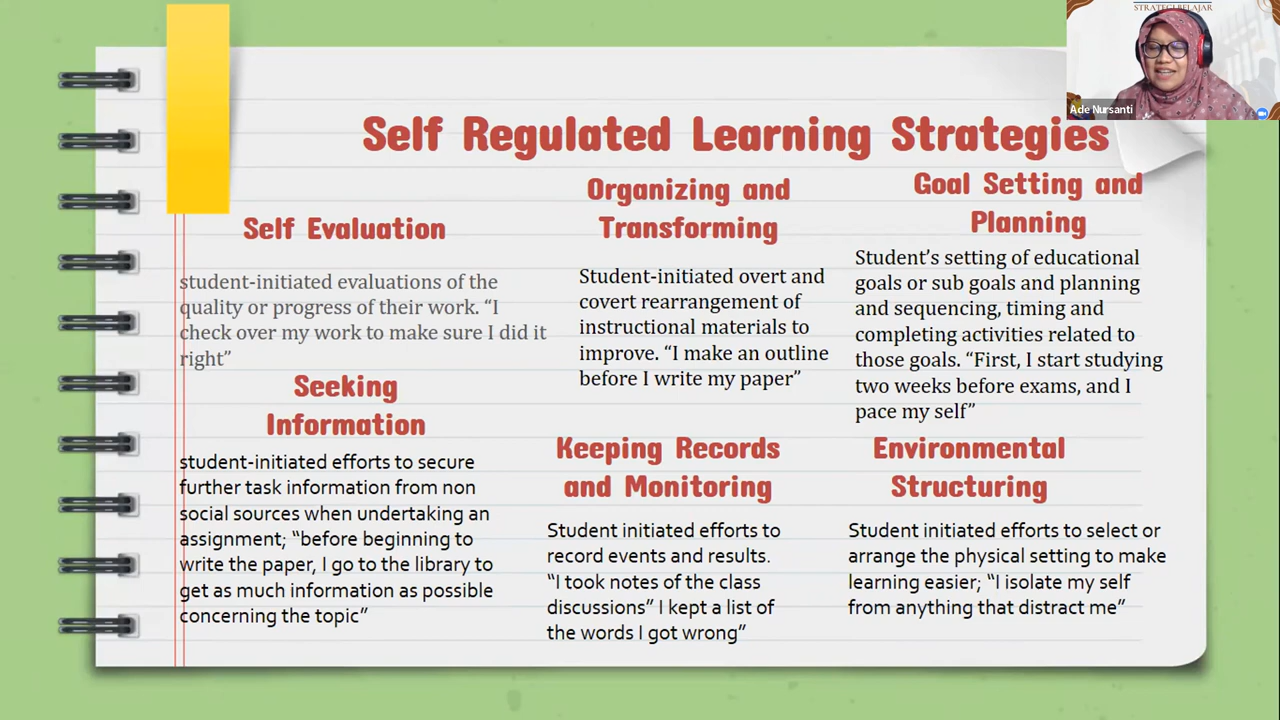 STRATEGI BELAJAR
Ade Nursanti
Self Regulated Learning Strategies
Self Evaluation
student-initiated evaluations of the
quality or progress of their work. “I
check over my work to make sure I did it
right”
Organizing and
Transforming
Student-initiated overt and
covert rearrangement of
instructional materials to
improve. “I make an outline
before I write my paper”
Goal Setting and
Planning
Student’s setting of educational
goals or sub goals and planning
and sequencing, timing and
completing activities related to
those goals. “First, I start studying
two weeks before exams, and I
pace my self”
Seeking
Information
student-initiated efforts to secure
further task information from non
social sources when undertaking an
assignment; “before beginning to
write the paper, I go to the library to
get as much information as possible
concerning the topic”
Keeping Records
and Monitoring
Student initiated efforts to
record events and results.
“I took notes of the class
discussions” I kept a list of
the words I got wrong”
Environmental
Structuring
Student initiated efforts to select or
arrange the physical setting to make
learning easier; “I isolate my self
from anything that distract me”